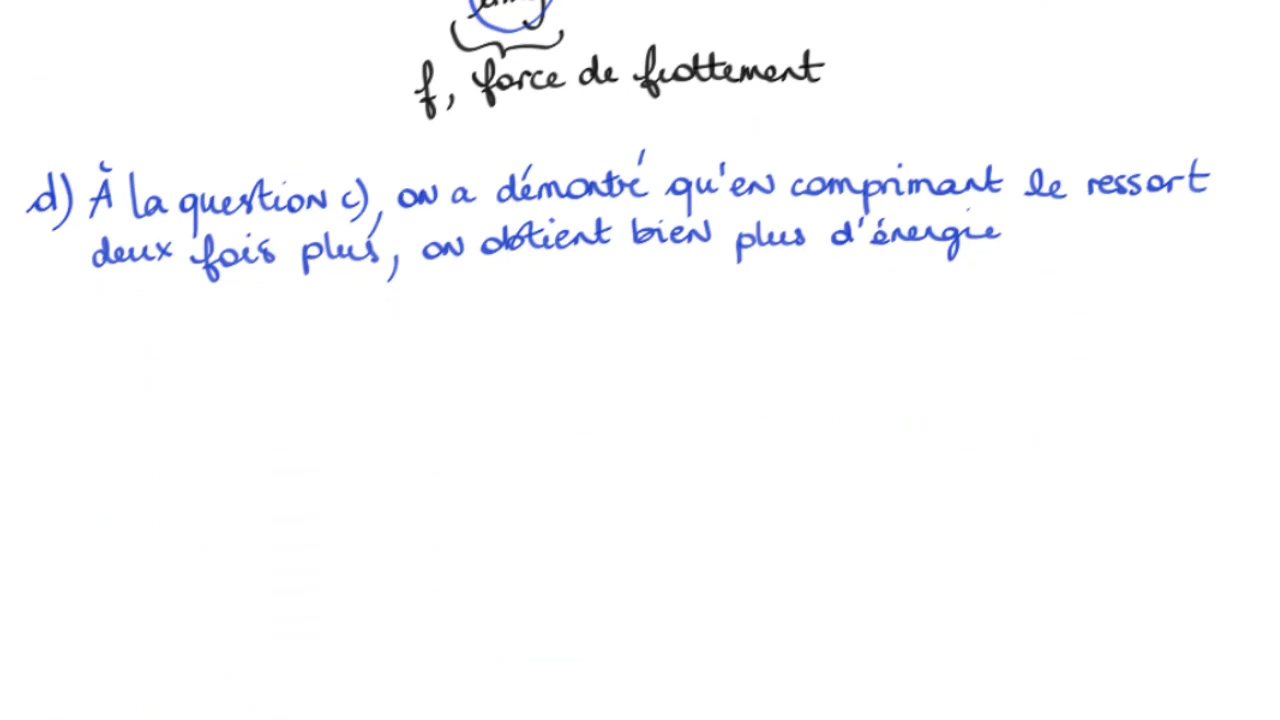 f, force de frottement
d) À la question c), on a démontré qu'en comprimant le ressort
deux fois plus, on obtient bien plus d'énergie